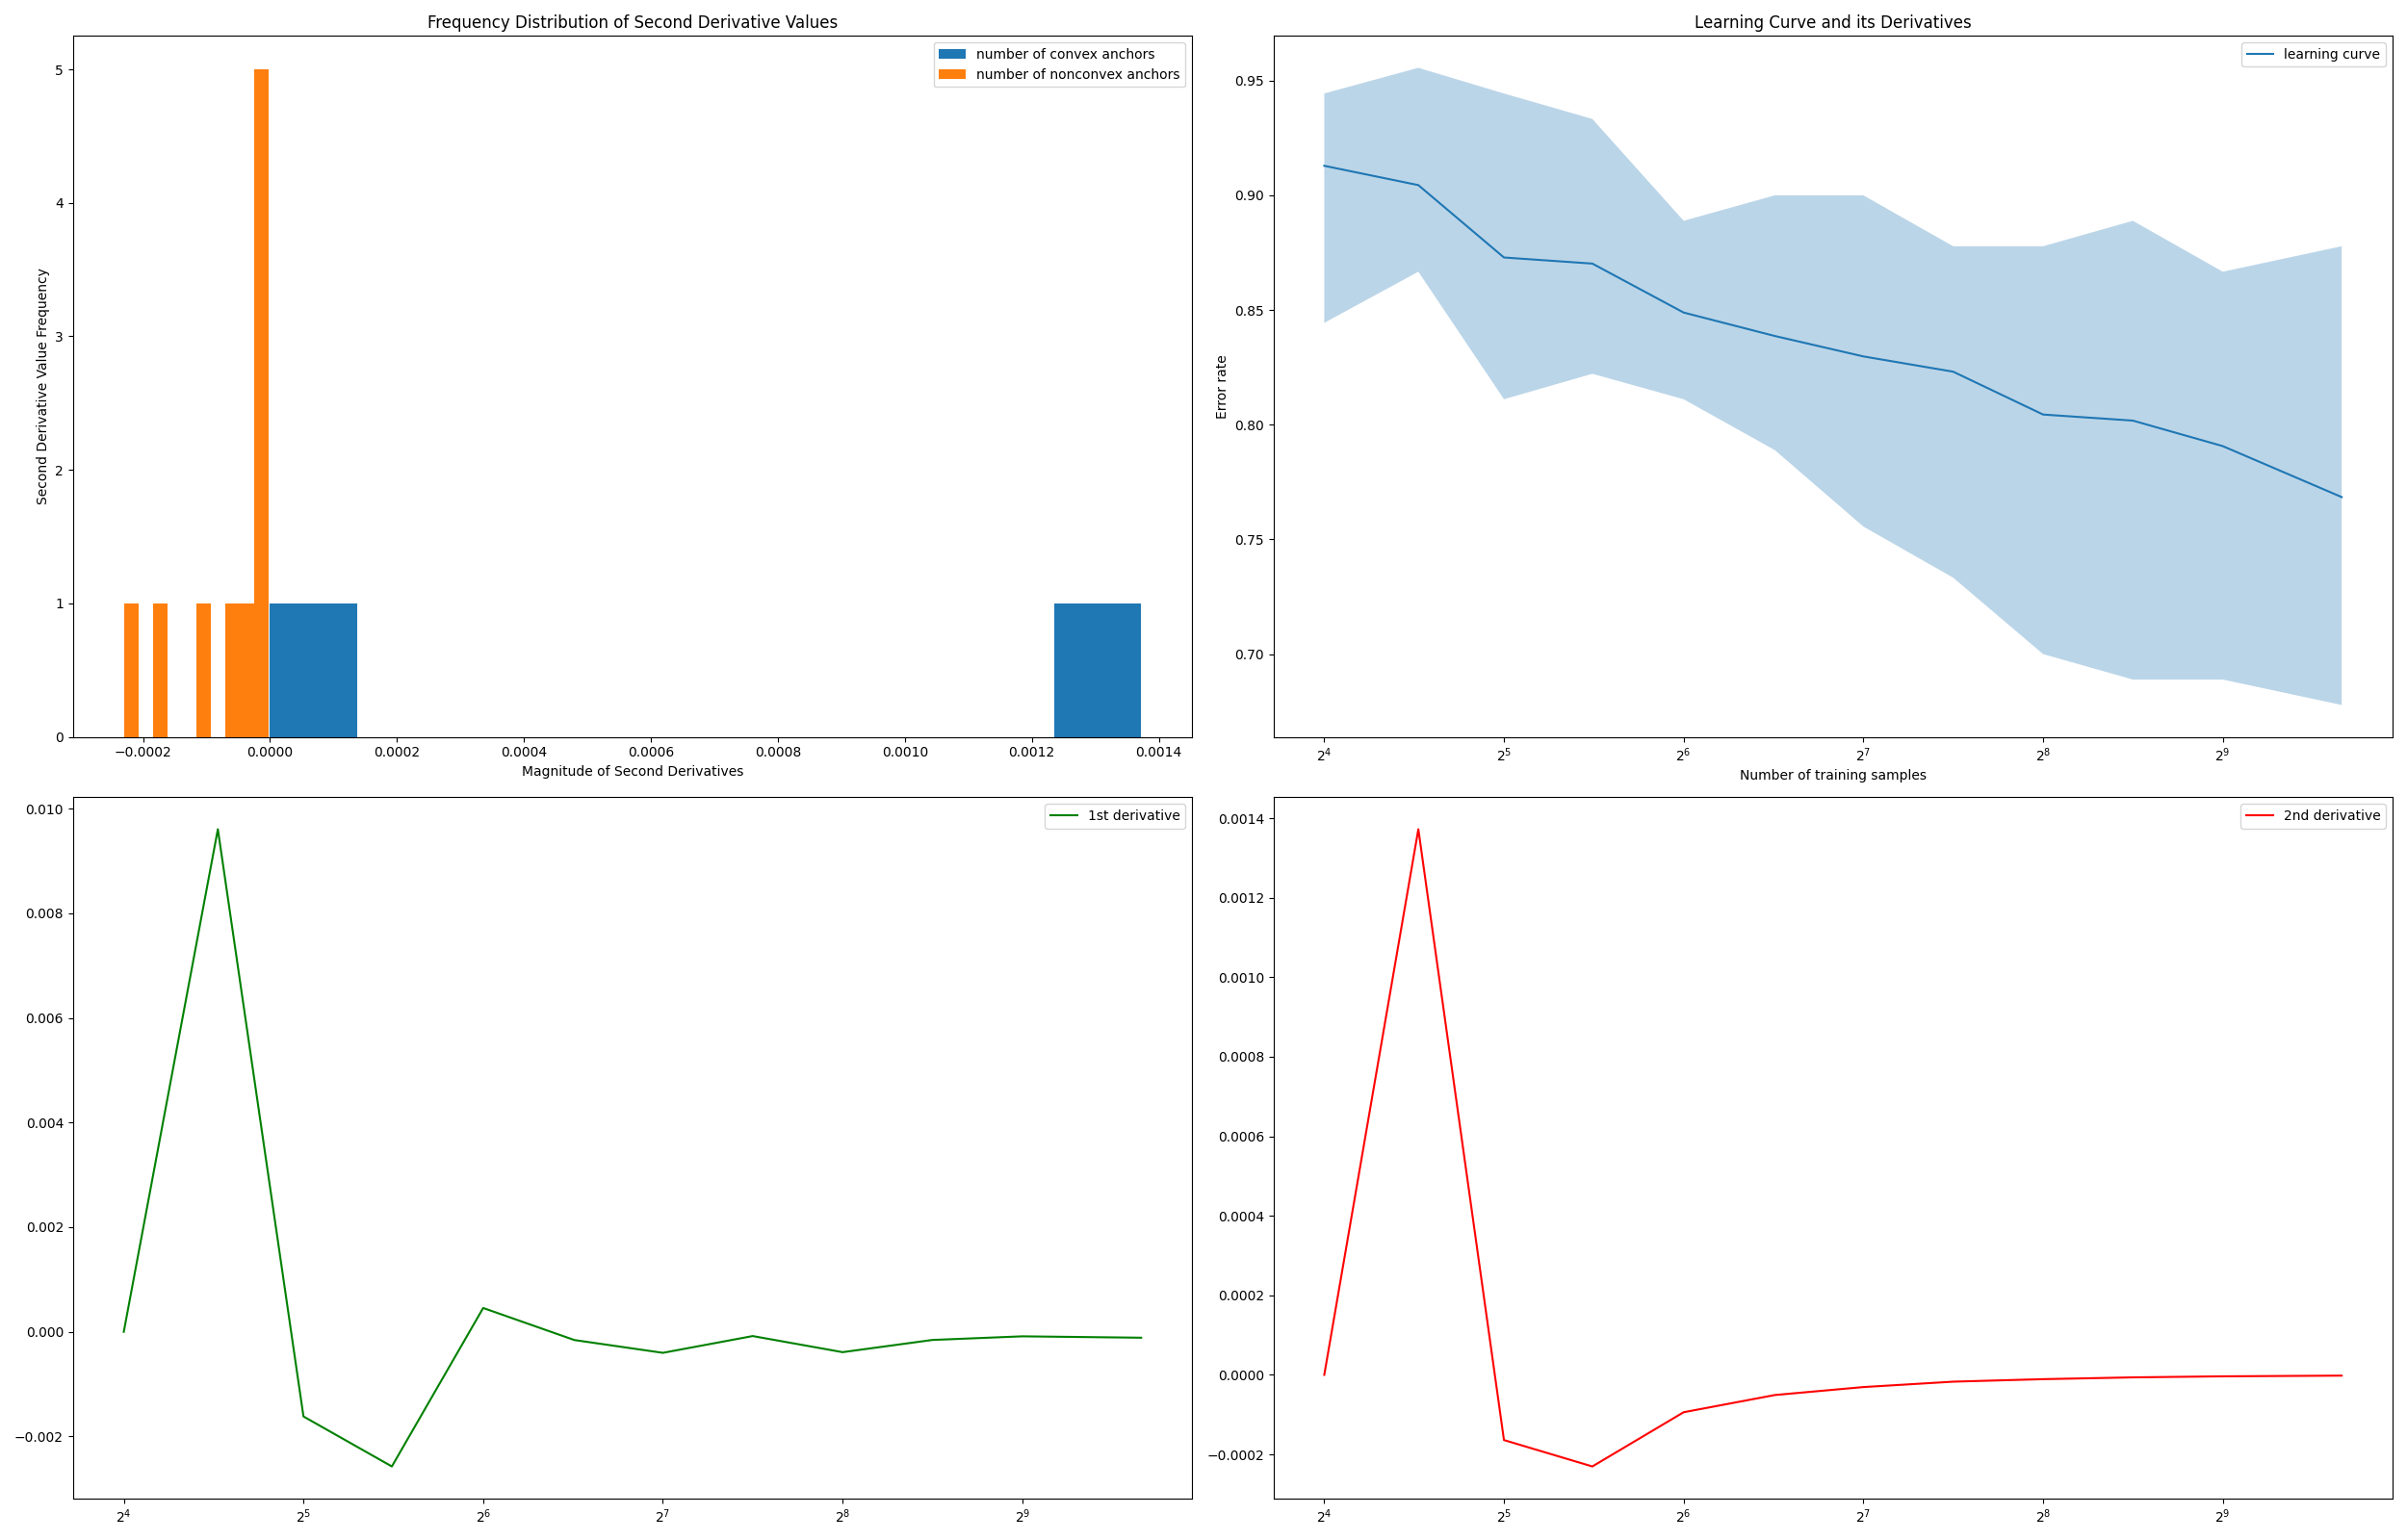 Frequency Distribution of Second Derivative Values
number of convex anchors
number of nonconvex anchors
Second Derivative Value Frequency
5
4
3
2
1
0
−0.0002 0.0000 0.0002 0.0004 0.0006 0.0008 0.0010 0.0012 0.0014
Magnitude of Second Derivatives
Learning Curve and its Derivatives
learning curve
Error rate
0.95
0.90
0.85
0.80
0.75
0.70
2⁴ 2⁵ 2⁶ 2⁷ 2⁸ 2⁹
Number of training samples
1st derivative
0.010
0.008
0.006
0.004
0.002
0.000
−0.002
2⁴ 2⁵ 2⁶ 2⁷ 2⁸ 2⁹
2nd derivative
0.0014
0.0012
0.0010
0.0008
0.0006
0.0004
0.0002
0.0000
−0.0002
2⁴ 2⁵ 2⁶ 2⁷ 2⁸ 2⁹